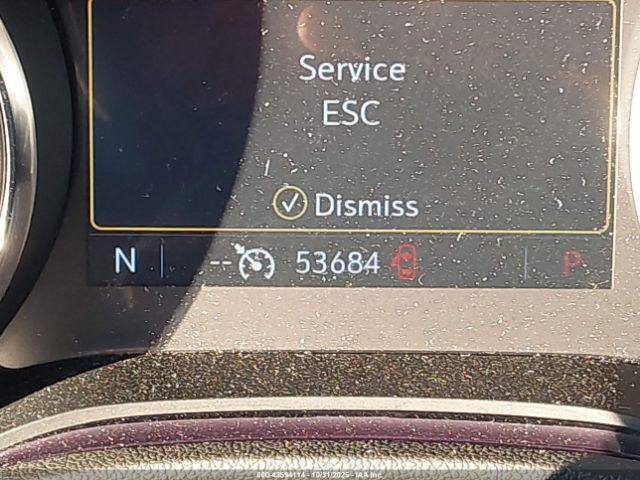 Service
ESC
Dismiss
N -- 53684 P
000-43594114 - 10/31/2025 - IAA Inc.